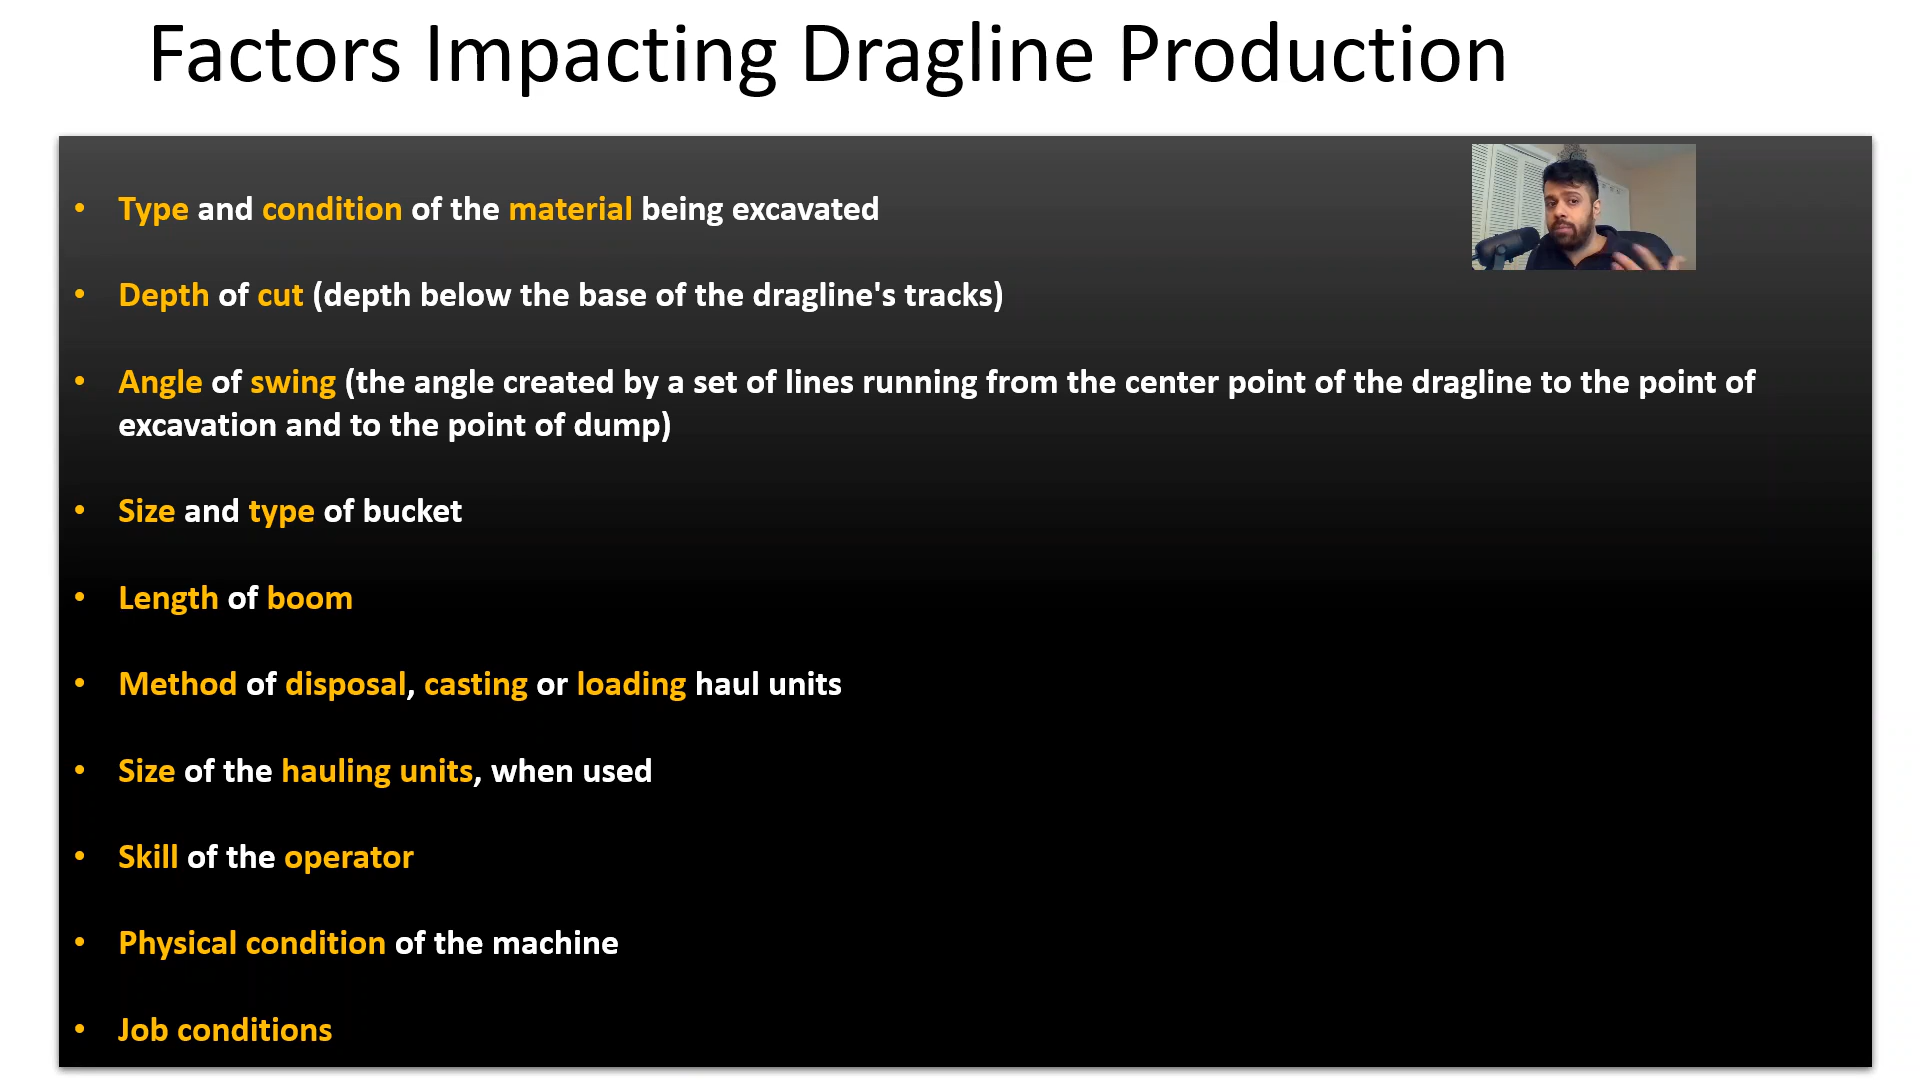 Factors Impacting Dragline Production
• Type and condition of the material being excavated
• Depth of cut (depth below the base of the dragline's tracks)
• Angle of swing (the angle created by a set of lines running from the center point of the dragline to the point of
excavation and to the point of dump)
• Size and type of bucket
• Length of boom
• Method of disposal, casting or loading haul units
• Size of the hauling units, when used
• Skill of the operator
• Physical condition of the machine
• Job conditions